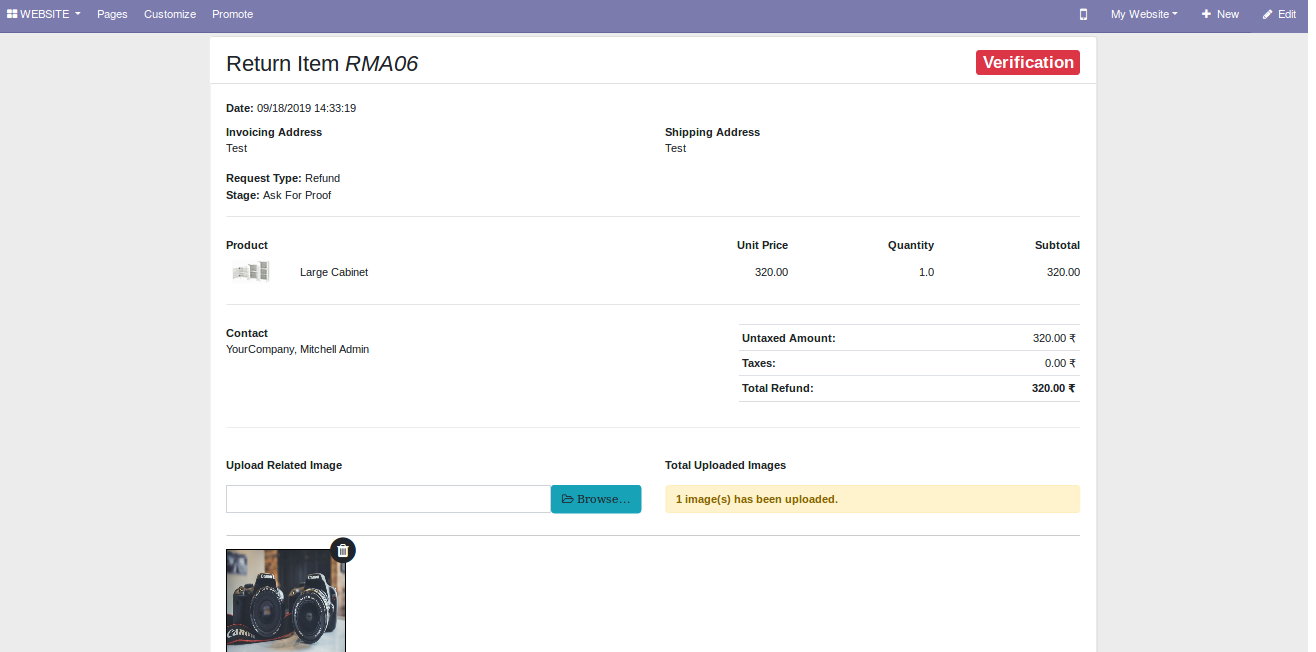 WEBSITE Pages Customize Promote My Website New Edit
Return Item RMA06 Verification
Date: 09/18/2019 14:33:19
Invoicing Address Shipping Address
Test Test
Request Type: Refund
Stage: Ask For Proof
Product Unit Price Quantity Subtotal
Large Cabinet 320.00 1.0 320.00
Contact
YourCompany, Mitchell Admin
Untaxed Amount: 320.00 ₹
Taxes: 0.00 ₹
Total Refund: 320.00 ₹
Upload Related Image Total Uploaded Images
Browse... 1 image(s) has been uploaded.
Canon Canon
Canon